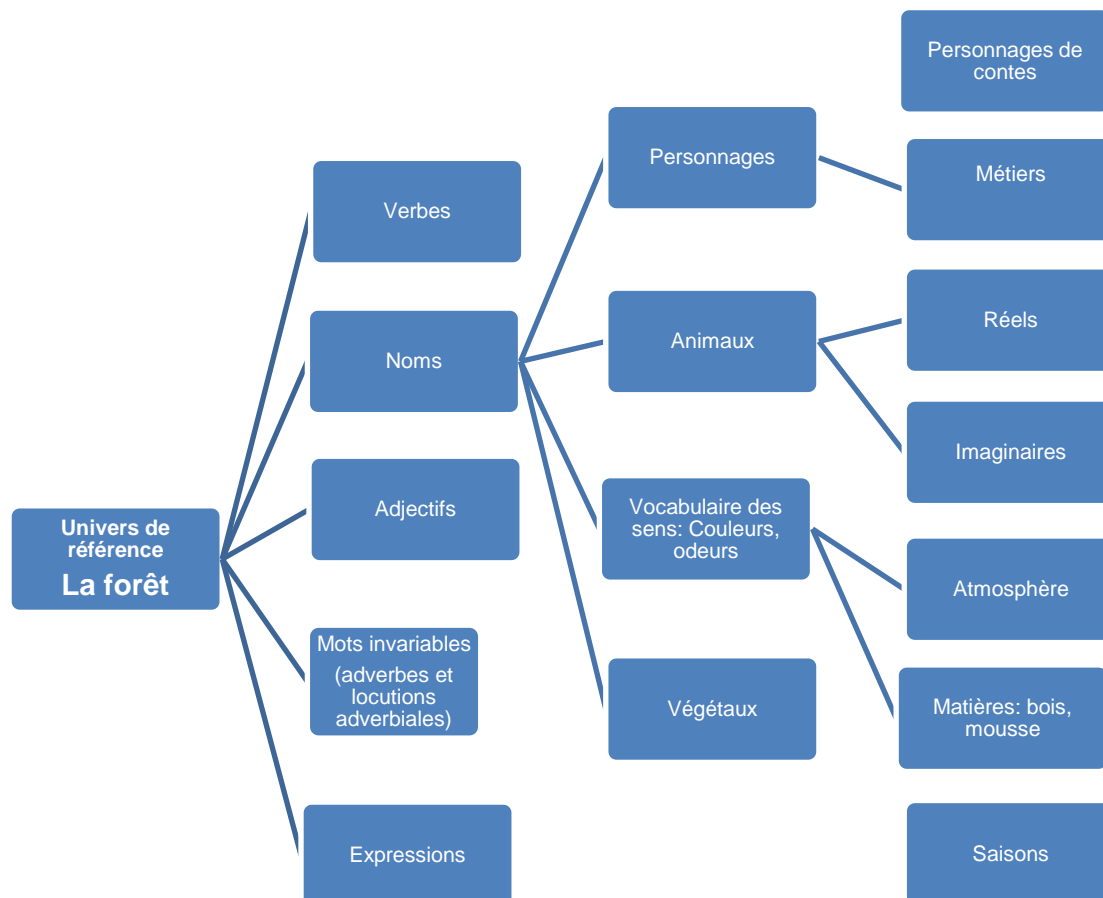 Univers de
référence
La forêt
Verbes
Noms
Adjectifs
Mots invariables
(adverbes et
locutions
adverbiales)
Expressions
Personnages
Animaux
Vocabulaire des
sens: Couleurs,
odeurs
Végétaux
Personnages de
contes
Métiers
Réels
Imaginaires
Atmosphère
Matières: bois,
mousse
Saisons